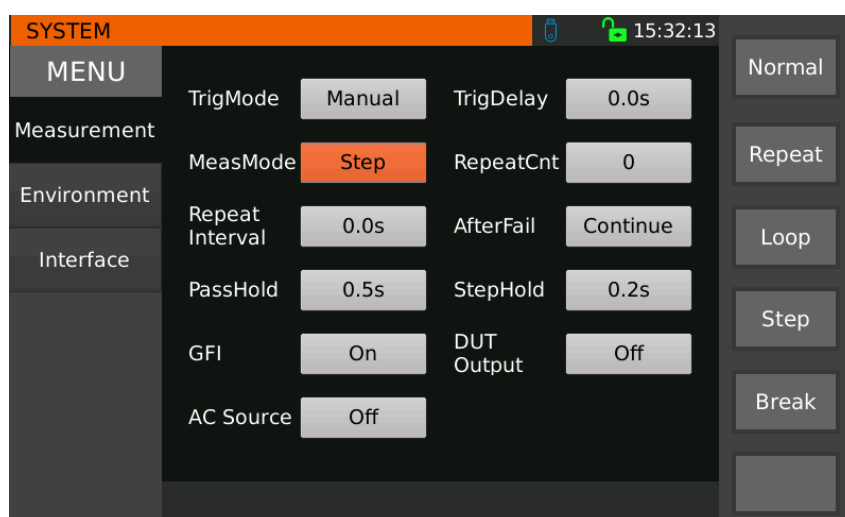 SYSTEM
15:32:13
MENU
Measurement
Environment
Interface
TrigMode
Manual
TrigDelay
0.0s
MeasMode
Step
RepeatCnt
0
Repeat
Interval
0.0s
AfterFail
Continue
PassHold
0.5s
StepHold
0.2s
GFI
On
DUT
Output
Off
AC Source
Off
Normal
Repeat
Loop
Step
Break